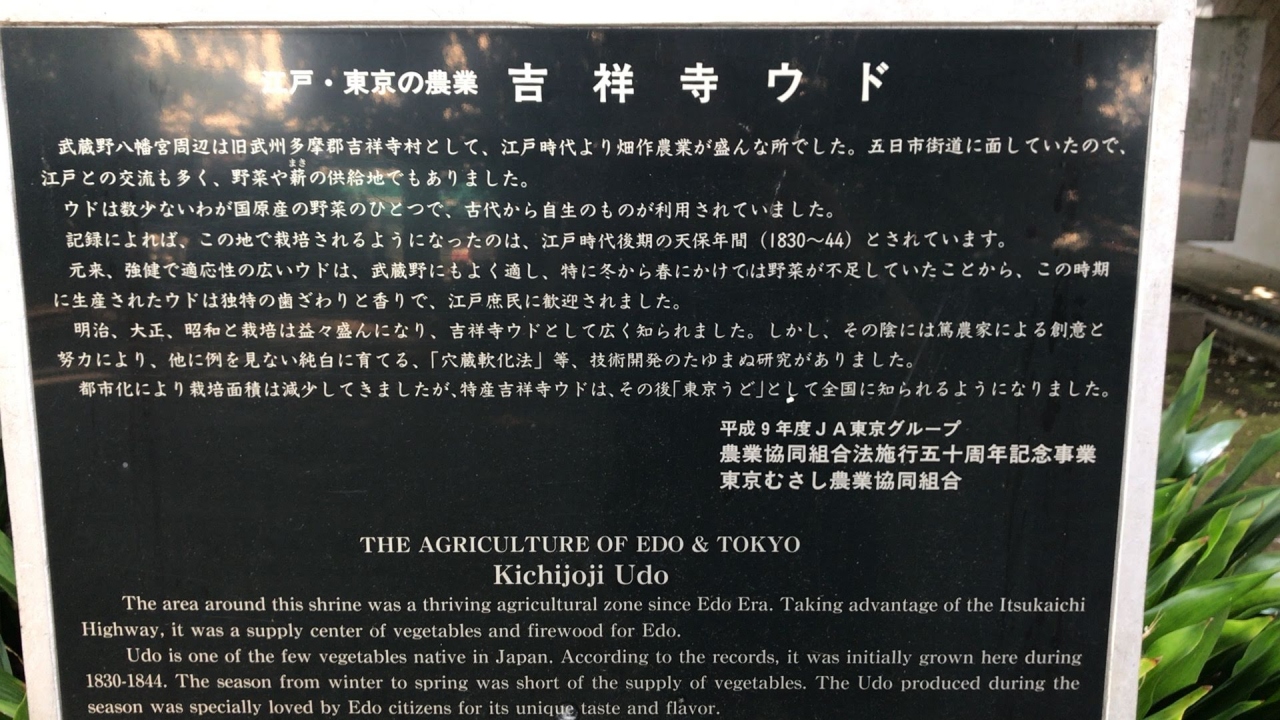 江戸・東京の農業 吉祥寺ウド
武蔵野八幡宮周辺は旧武州多摩郡吉祥寺村として、江戸時代より畑作農業が盛んな所でした。五日市街道に面していたので、
江戸との交流も多く、野菜や薪の供給地でもありました。
まき
ウドは数少ないわが国原産の野菜のひとつで、古代から自生のものが利用されていました。
記録によれば、この地で栽培されるようになったのは、江戸時代後期の天保年間（1830～44）とされています。
元来、強健で適応性の広いウドは、武蔵野にもよく適し、特に冬から春にかけては野菜が不足していたことから、この時期
に生産されたウドは独特の歯ざわりと香りで、江戸庶民に歓迎されました。
明治、大正、昭和と栽培は益々盛んになり、吉祥寺ウドとして広く知られました。しかし、その陰には篤農家による創意と
努力により、他に例を見ない純白に育てる、「穴蔵軟化法」等、技術開発のたゆまぬ研究がありました。
都市化により栽培面積は減少してきましたが、特産吉祥寺ウドは、その後「東京うど」として全国に知られるようになりました。
平成9年度JA東京グループ
農業協同組合法施行五十周年記念事業
東京むさし農業協同組合
THE AGRICULTURE OF EDO & TOKYO
Kichijoji Udo
The area around this shrine was a thriving agricultural zone since Edo Era. Taking advantage of the Itsukaichi
Highway, it was a supply center of vegetables and firewood for Edo.
Udo is one of the few vegetables native in Japan. According to the records, it was initially grown here during
1830-1844. The season from winter to spring was short of the supply of vegetables. The Udo produced during the
season was specially loved by Edo citizens for its unique taste and flavor.